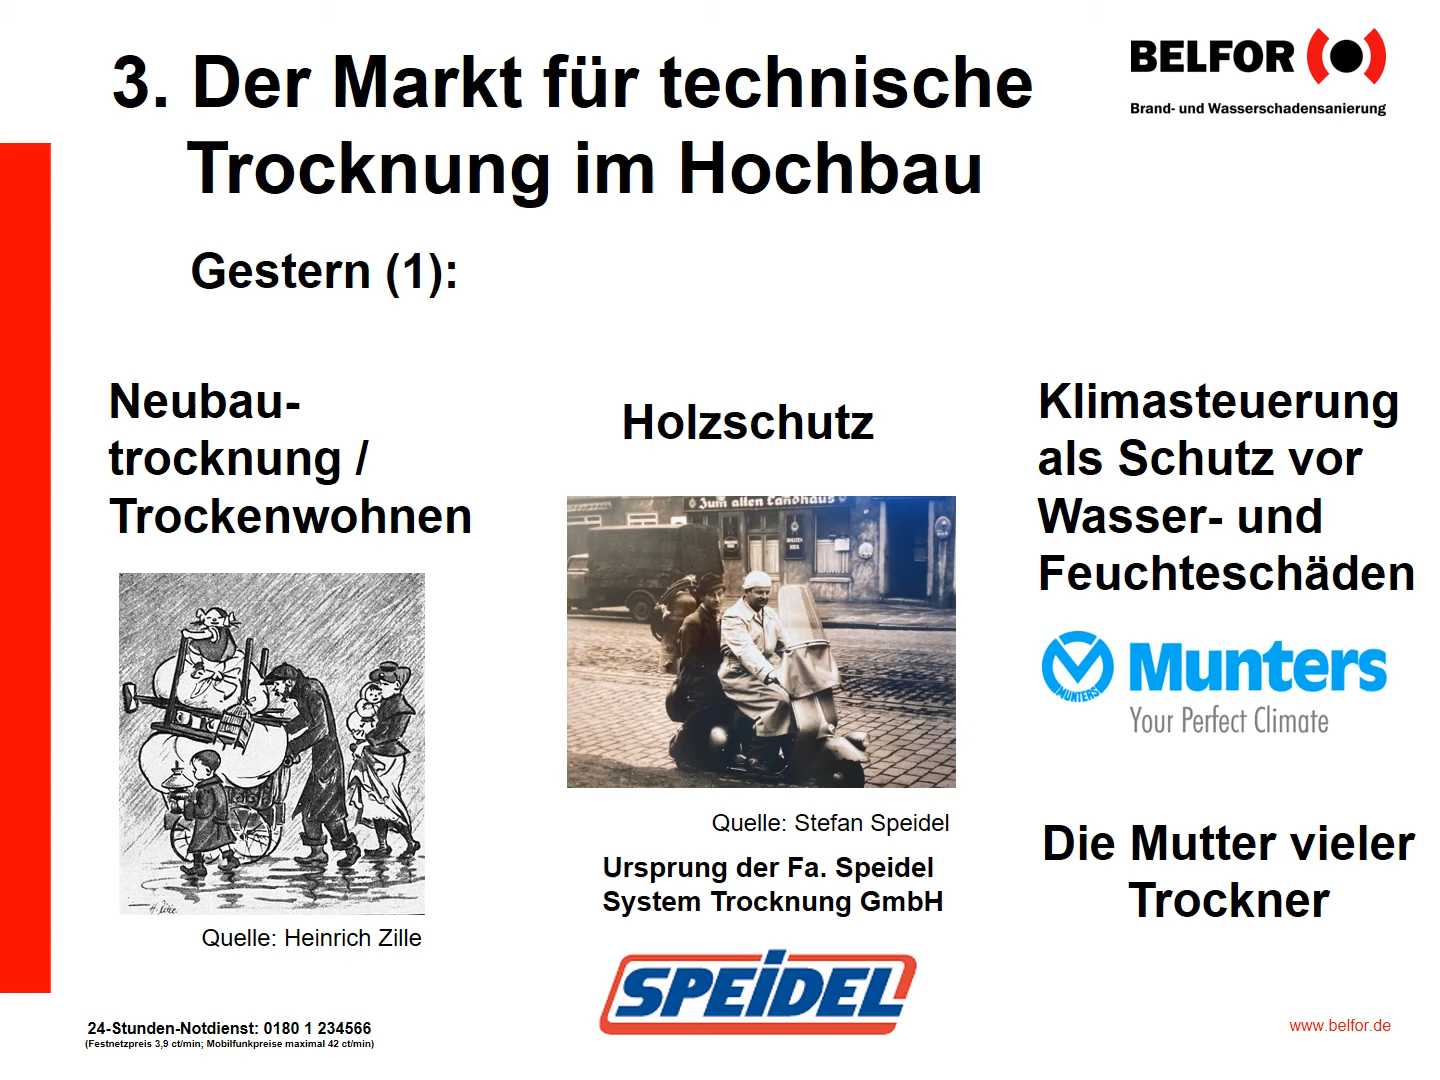 3. Der Markt für technische
Trocknung im Hochbau
BELFOR
Brand- und Wasserschadensanierung
Gestern (1):
Neubau-
trocknung /
Trockenwohnen
H. Zille
Quelle: Heinrich Zille
Holzschutz
Zum alten Landhaus
Quelle: Stefan Speidel
Ursprung der Fa. Speidel
System Trocknung GmbH
SPEIDEL
Klimasteuerung
als Schutz vor
Wasser- und
Feuchteschäden
MUNTERS
Munters
Your Perfect Climate
Die Mutter vieler
Trockner
24-Stunden-Notdienst: 0180 1 234566
(Festnetzpreis 3,9 ct/min; Mobilfunkpreise maximal 42 ct/min)
www.belfor.de